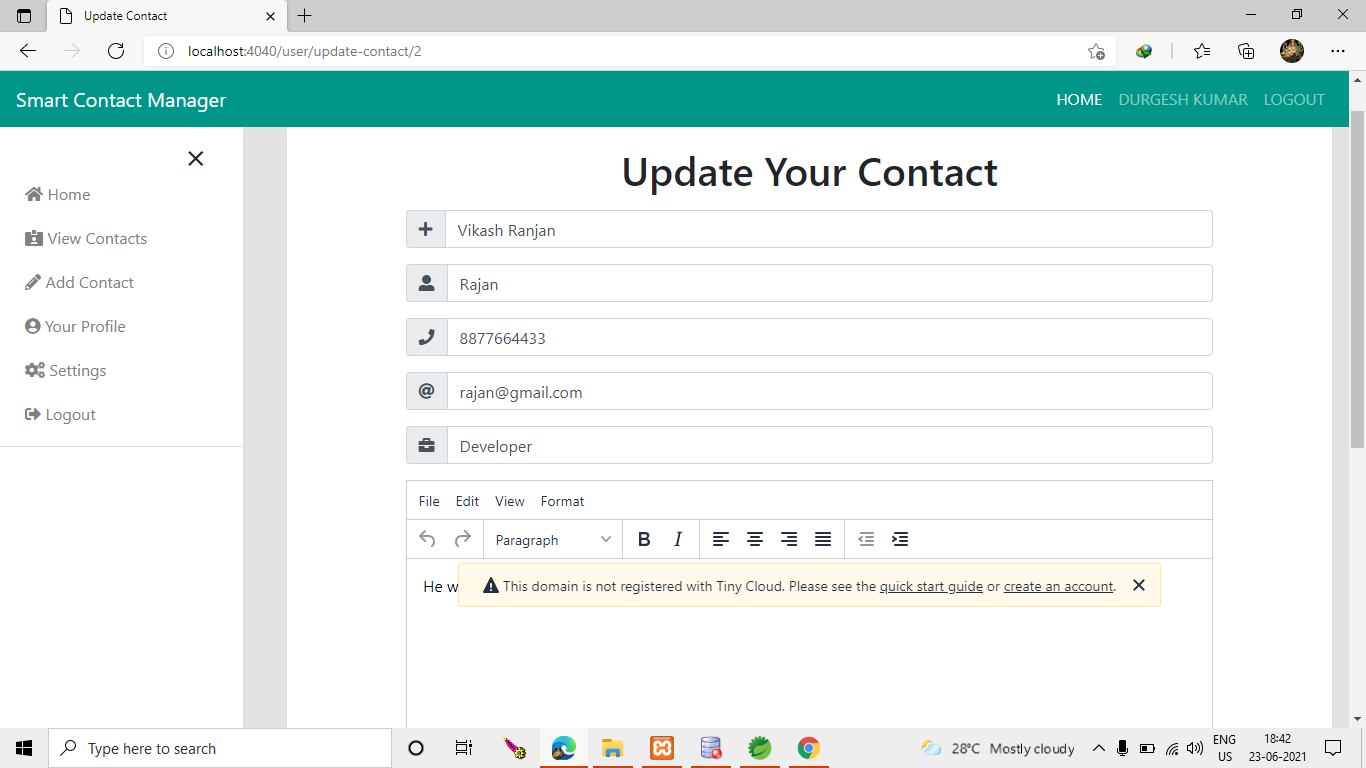 Update Contact
localhost:4040/user/update-contact/2
Smart Contact Manager
HOME DURGESH KUMAR LOGOUT
Home
View Contacts
Add Contact
Your Profile
Settings
Logout
Update Your Contact
Vikash Ranjan
Rajan
8877664433
@ rajan@gmail.com
Developer
File Edit View Format
Paragraph B I
He w
This domain is not registered with Tiny Cloud. Please see the quick start guide or create an account.
Type here to search
28°C Mostly cloudy
ENG
US
18:42
23-06-2021